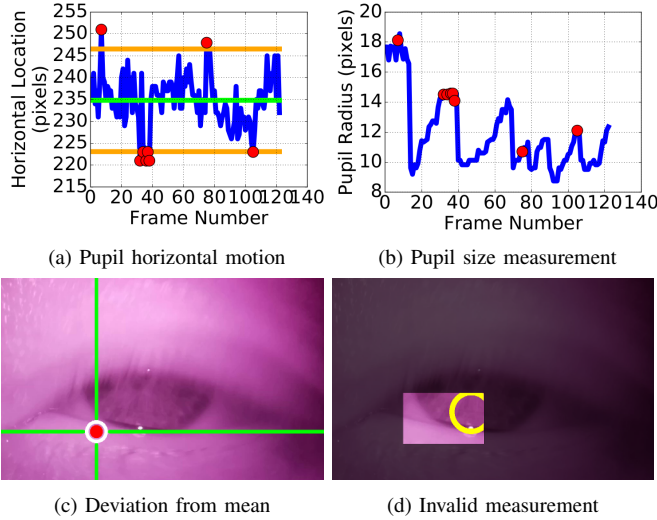 255
250
245
240
235
230
225
220
215
0 20 40 60 80 100 120 140
Horizontal Location
(pixels)
Frame Number
18
16
14
12
10
8
0 20 40 60 80 100 120 140
Pupil Radius (pixels)
Frame Number
(a) Pupil horizontal motion
(b) Pupil size measurement
(c) Deviation from mean
(d) Invalid measurement